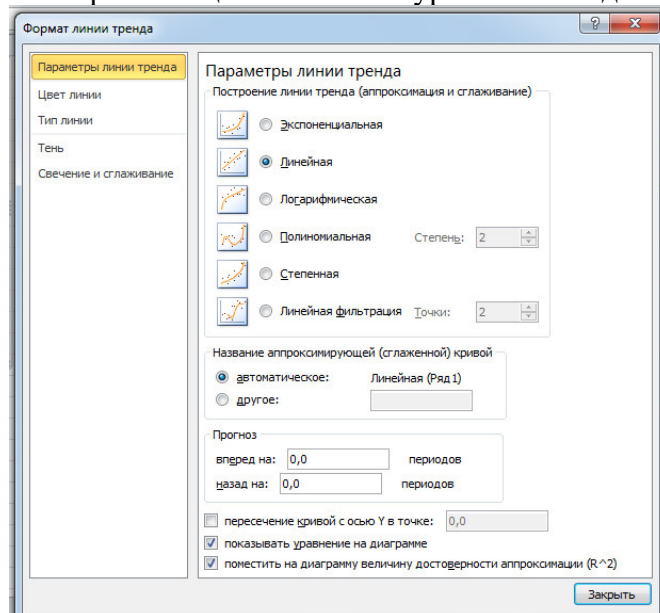 Формат линии тренда
Параметры линии тренда
Цвет линии
Тип линии
Тень
Свечение и сглаживание
Параметры линии тренда
Построение линии тренда (аппроксимация и сглаживание)
Экспоненциальная
Линейная
Логарифмическая
Полиномиальная Степень: 2
Степенная
Линейная фильтрация Точки: 2
Название аппроксимирующей (сглаженной) кривой
автоматическое: Линейная (Ряд1)
другое:
Прогноз
вперед на: 0,0 периодов
назад на: 0,0 периодов
пересечение кривой с осью Y в точке: 0,0
показывать уравнение на диаграмме
поместить на диаграмму величину достоверности аппроксимации (R^2)
Закрыть